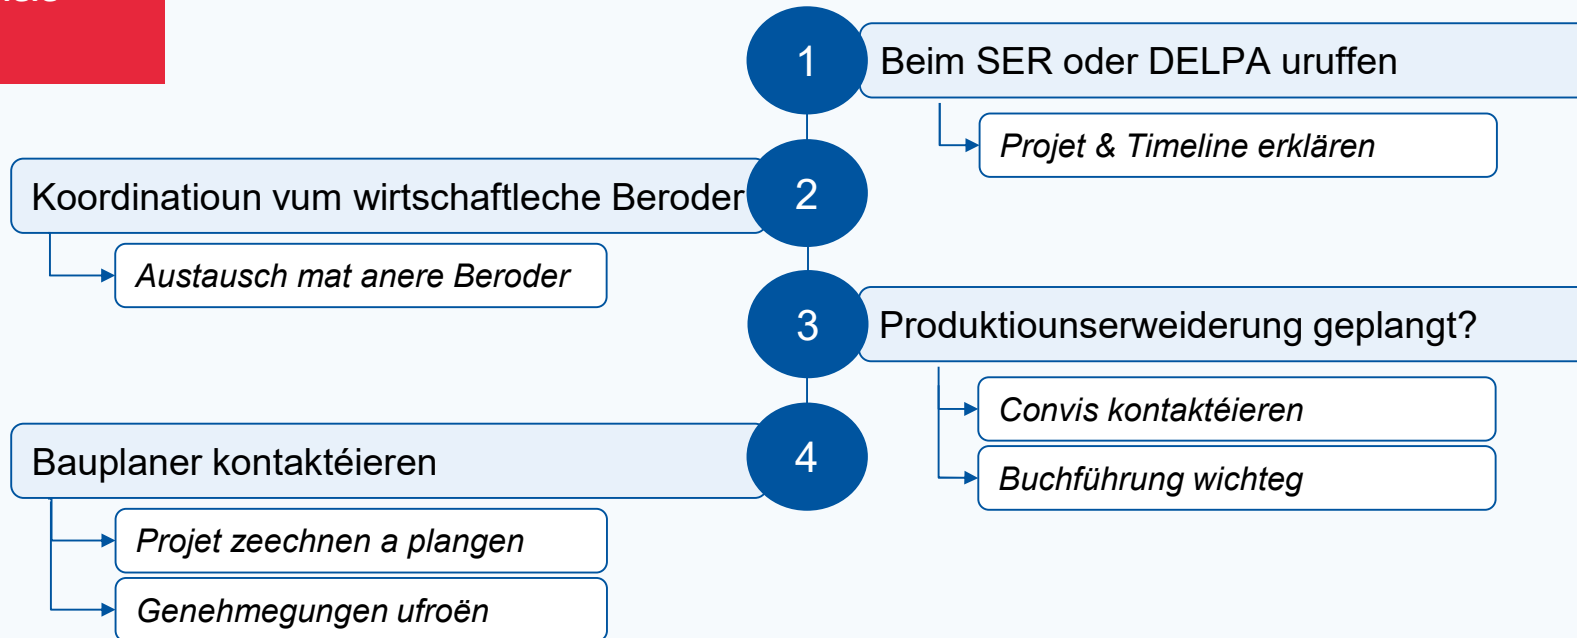 1
Beim SER oder DELPA uruffen
Projet & Timeline erklären
2
Koordinatioun vum wirtschaftleche Beroder
Austausch mat anere Beroder
3
Produktiounserweiderung geplangt?
Convis kontaktéieren
Buchführung wichteg
4
Bauplaner kontaktéieren
Projet zeechnen a plangen
Genehmegungen ufroën